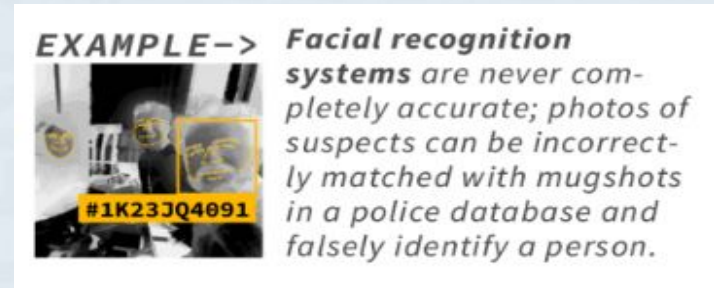 EXAMPLE–>
#1K23JQ4091
Facial recognition
systems are never com-
pletely accurate; photos of
suspects can be incorrect-
ly matched with mugshots
in a police database and
falsely identify a person.